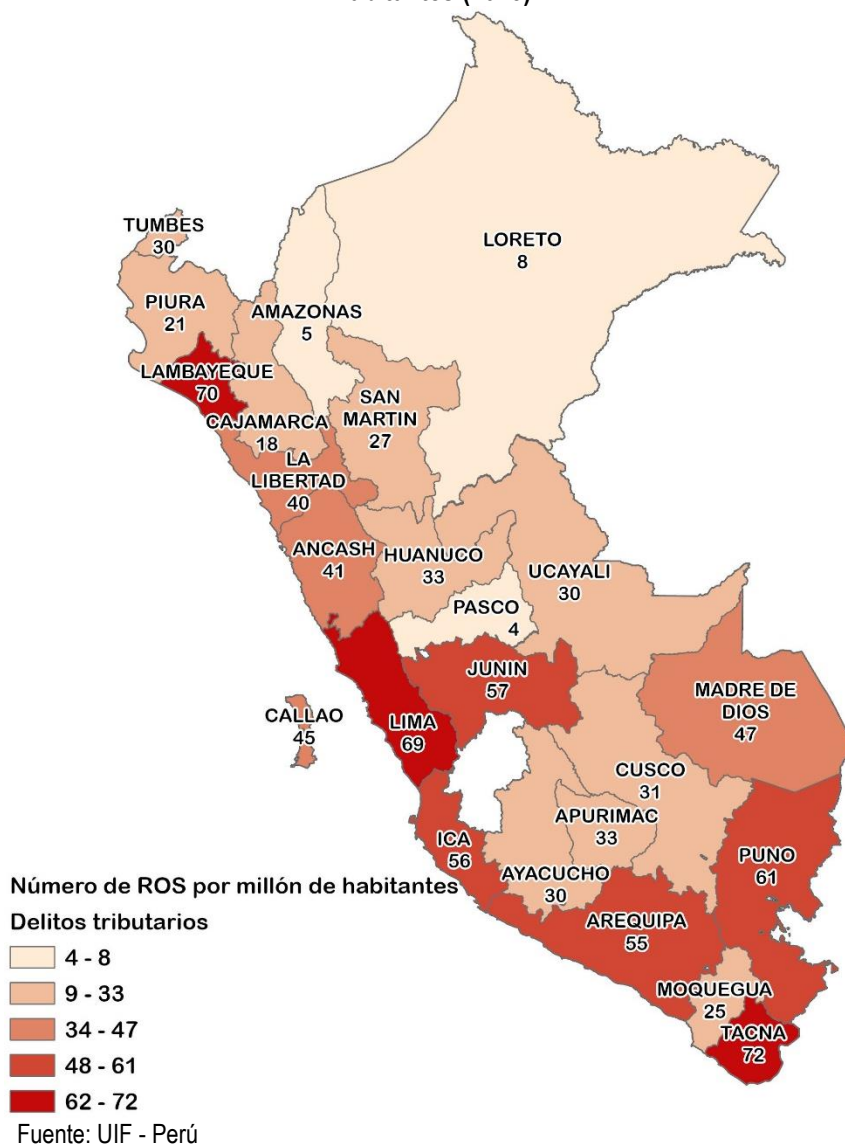 TUMBES
30
LORETO
8
PIURA
21
AMAZONAS
5
LAMBAYEQUE
70
SAN
MARTIN
27
CAJAMARCA
18
LA
LIBERTAD
40
ANCASH
41
HUANUCO
33
UCAYALI
30
PASCO
4
JUNIN
57
MADRE DE
DIOS
47
CALLAO
45
LIMA
69
CUSCO
31
APURIMAC
33
ICA
56
AYACUCHO
30
PUNO
61
AREQUIPA
55
MOQUEGUA
25
TACNA
72
Número de ROS por millón de habitantes
Delitos tributarios
4 - 8
9 - 33
34 - 47
48 - 61
62 - 72
Fuente: UIF - Perú